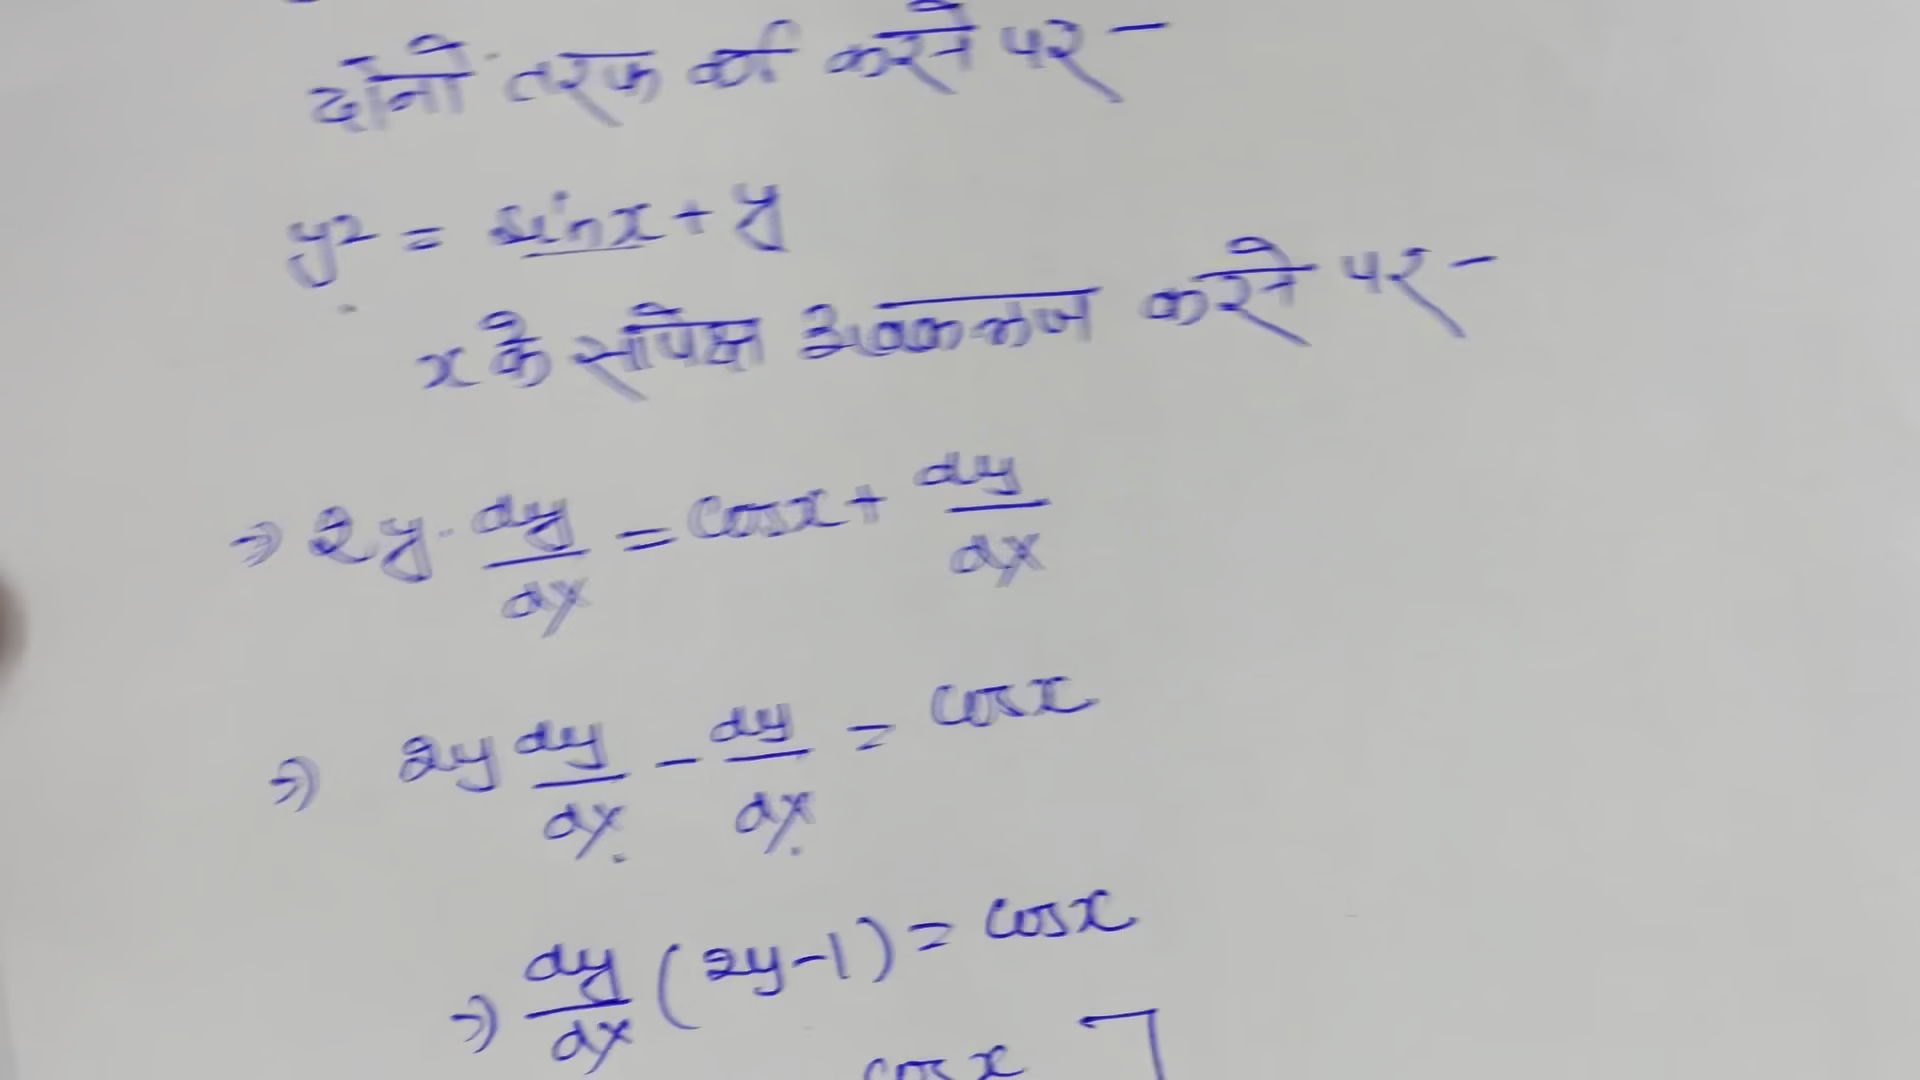 दोनों तरफ वर्ग करने पर -
y² = sinx + y
x के सापेक्ष अवकलन करने पर -
⇒ 2y · dy/dx = cosx + dy/dx
⇒ 2y dy/dx - dy/dx = cosx
⇒ dy/dx (2y-1) = cosx
cos x